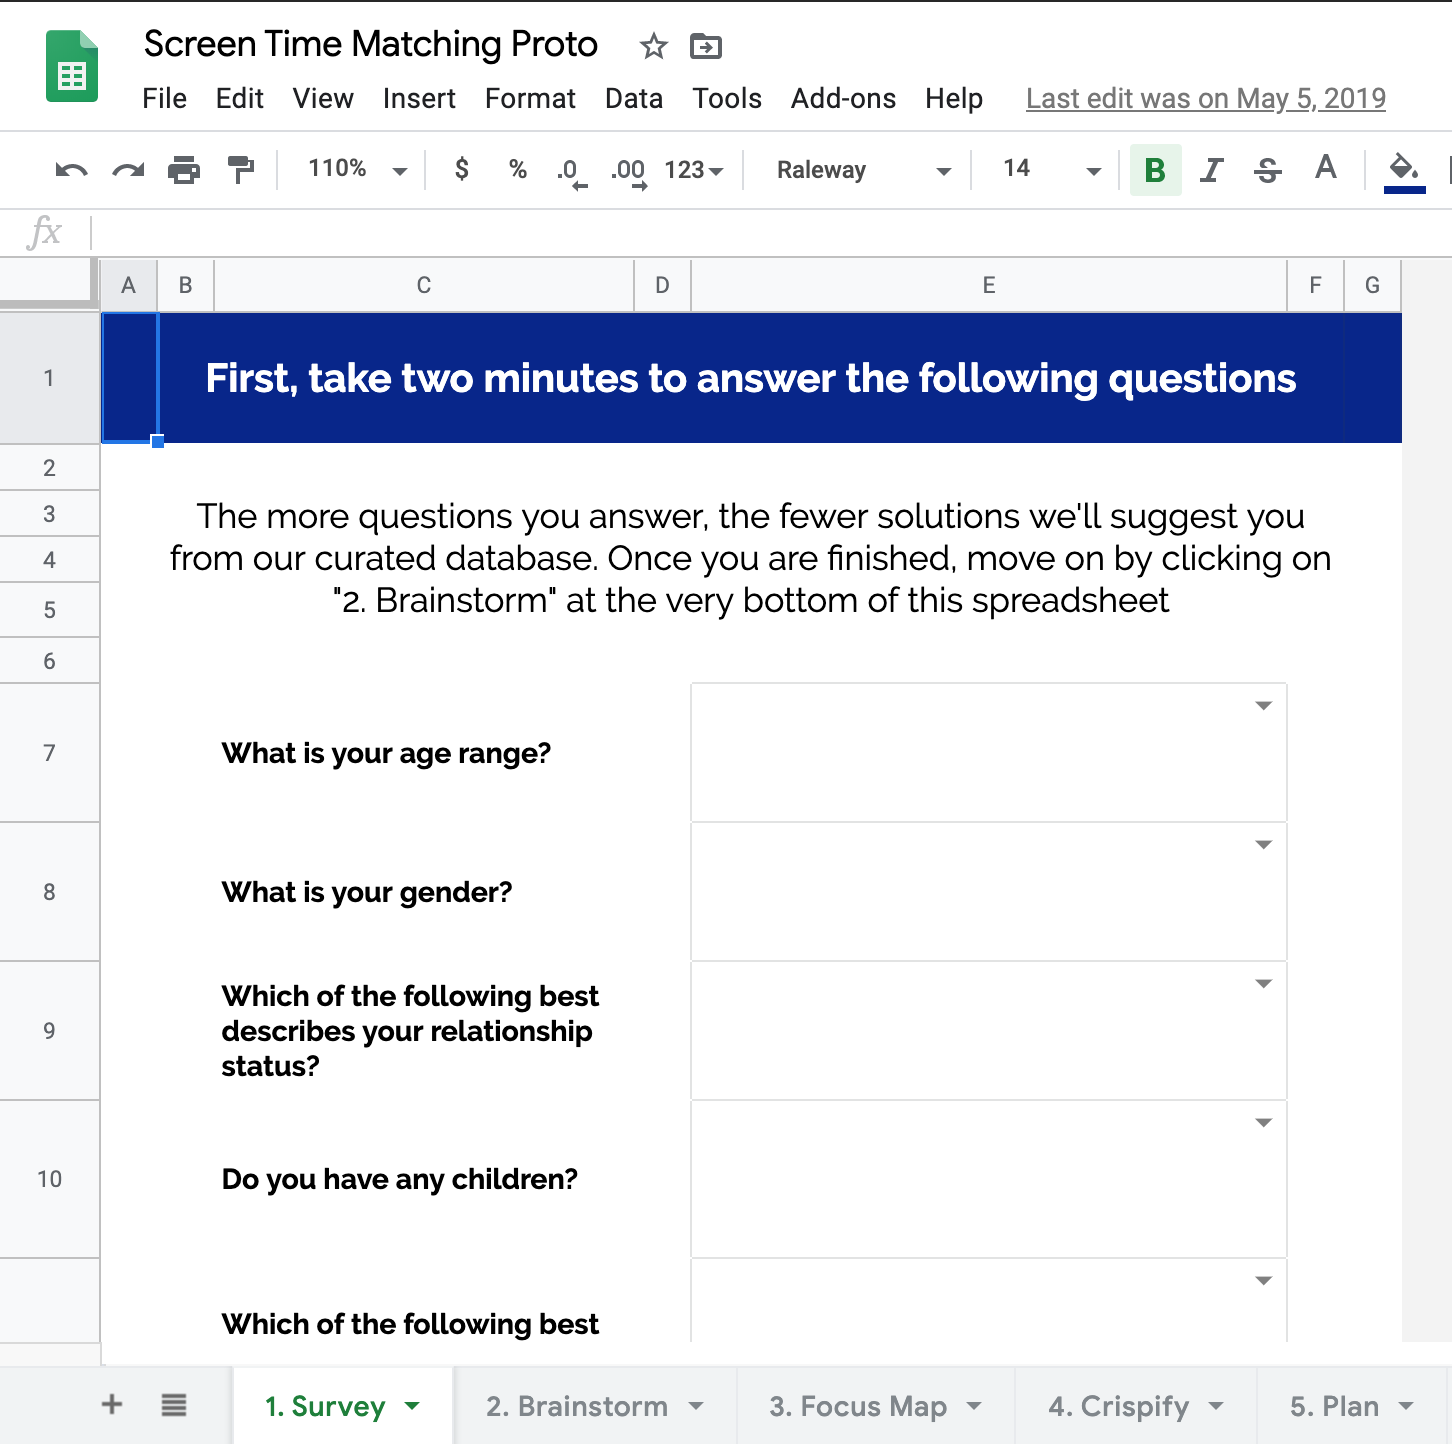 Screen Time Matching Proto
File Edit View Insert Format Data Tools Add-ons Help Last edit was on May 5, 2019
110% $ % .0 .00 123 Raleway 14 B I S A
fx
A B C D E F G
1 First, take two minutes to answer the following questions
2
3 The more questions you answer, the fewer solutions we'll suggest you
4 from our curated database. Once you are finished, move on by clicking on
5 "2. Brainstorm" at the very bottom of this spreadsheet
6
7 What is your age range?
8 What is your gender?
Which of the following best
9 describes your relationship
status?
10 Do you have any children?
Which of the following best
+ 1. Survey 2. Brainstorm 3. Focus Map 4. Crispify 5. Plan